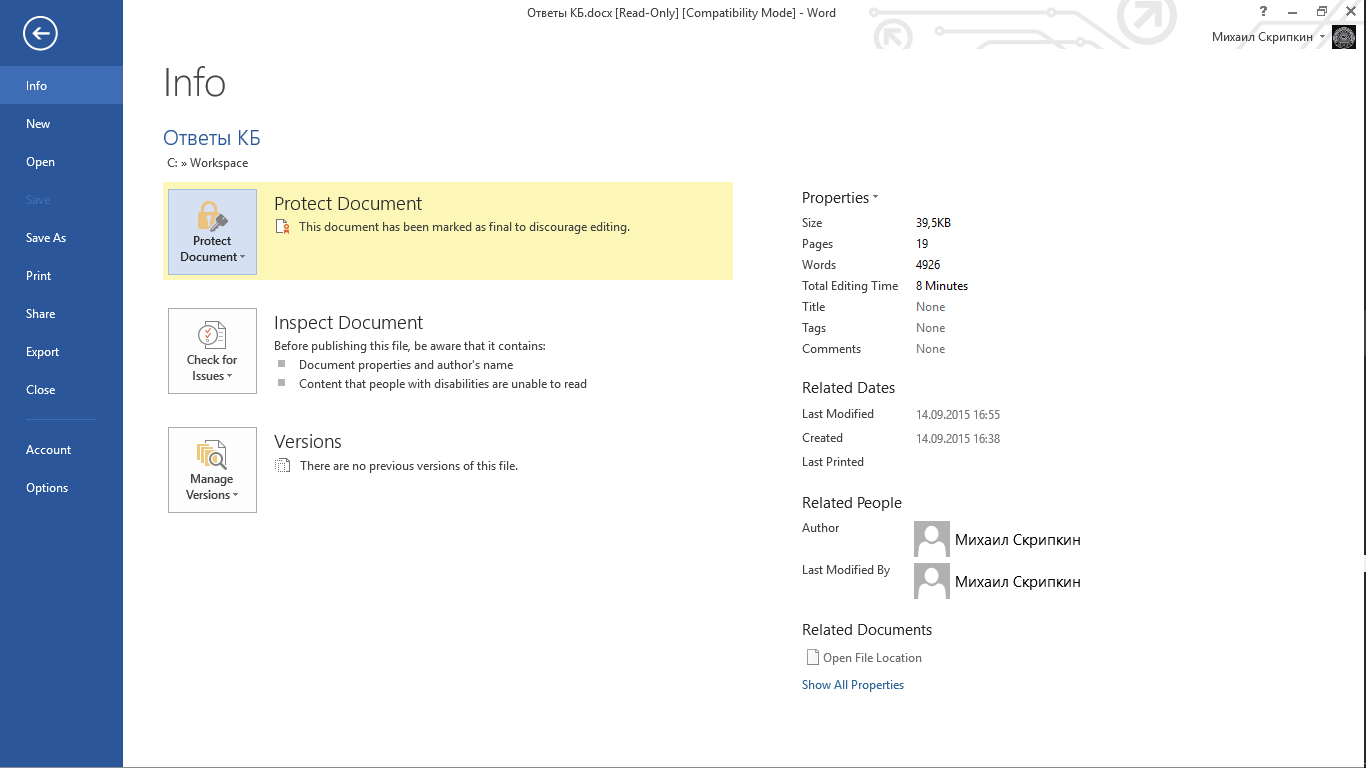 Ответы КБ.docx [Read-Only] [Compatibility Mode] - Word
?
Михаил Скрипкин
Info
New
Open
Save
Save As
Print
Share
Export
Close
Account
Options
Info
Ответы КБ
C: » Workspace
Protect Document
Protect Document
This document has been marked as final to discourage editing.
Check for Issues
Inspect Document
Before publishing this file, be aware that it contains:
Document properties and author's name
Content that people with disabilities are unable to read
Manage Versions
Versions
There are no previous versions of this file.
Properties
Size 39,5KB
Pages 19
Words 4926
Total Editing Time 8 Minutes
Title None
Tags None
Comments None
Related Dates
Last Modified 14.09.2015 16:55
Created 14.09.2015 16:38
Last Printed
Related People
Author Михаил Скрипкин
Last Modified By Михаил Скрипкин
Related Documents
Open File Location
Show All Properties